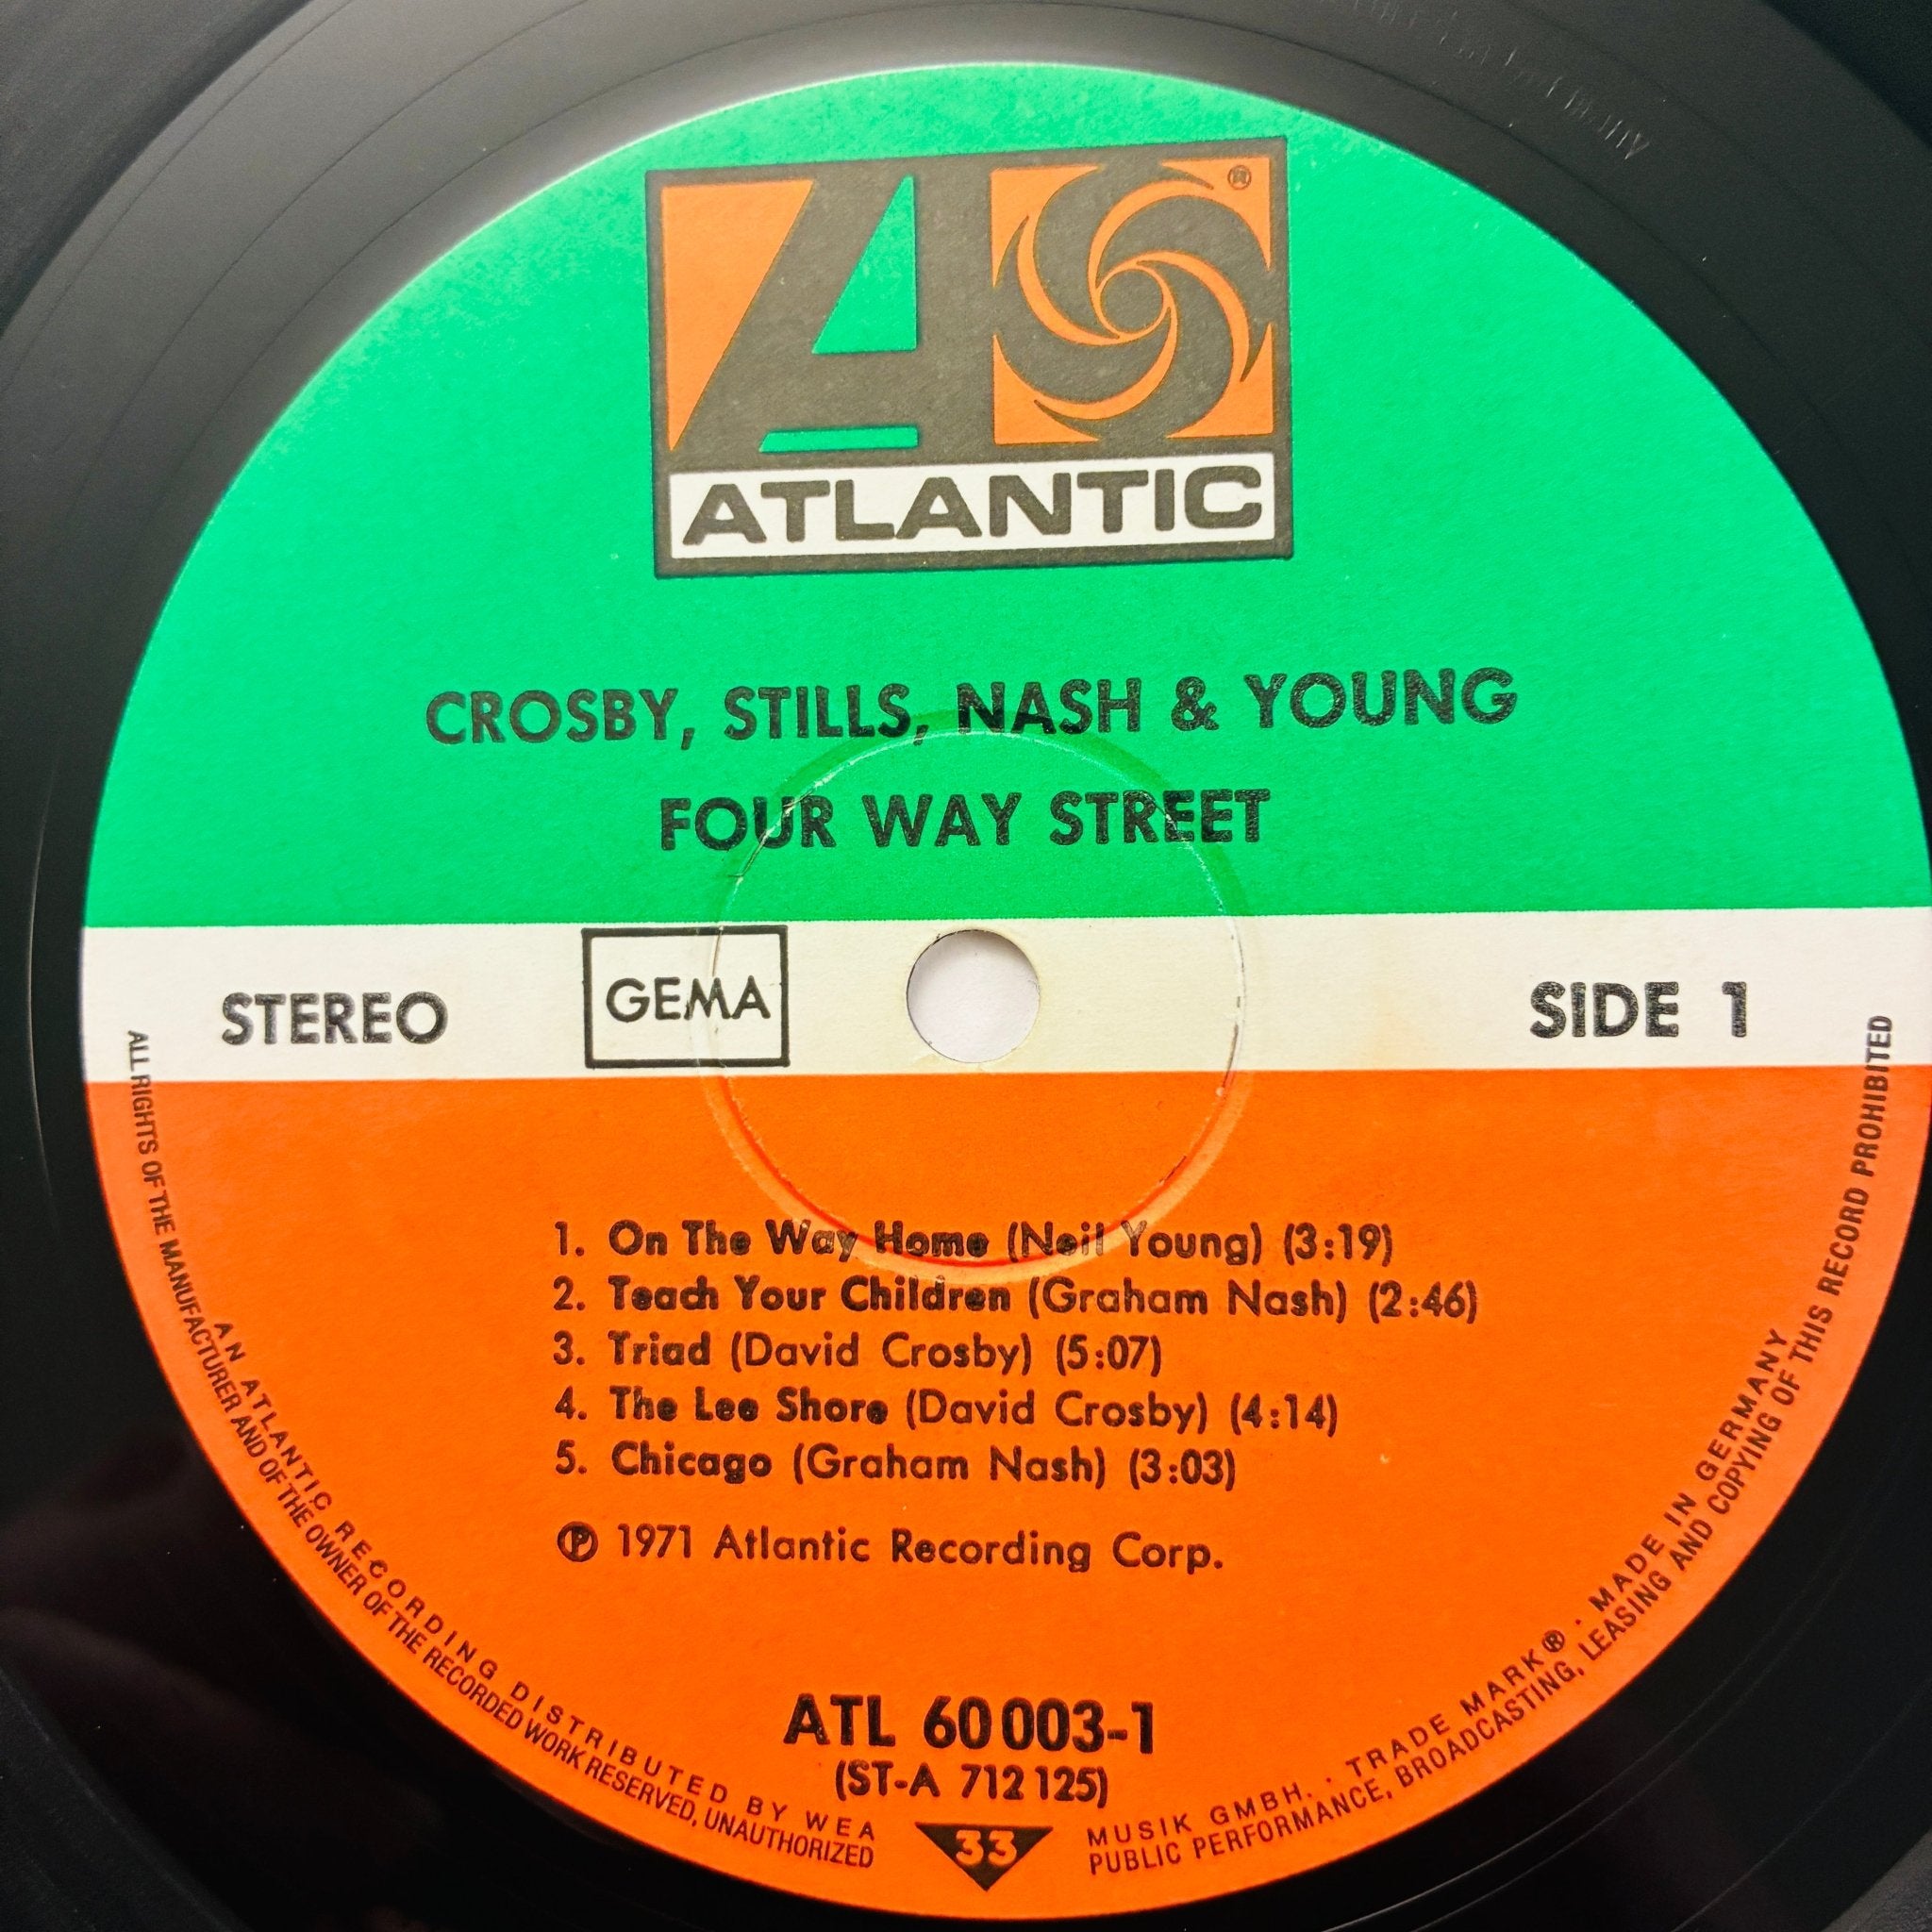 ATLANTIC
CROSBY, STILLS, NASH & YOUNG
FOUR WAY STREET
STEREO
GEMA
SIDE 1
1. On The Way Home (Neil Young) (3:19)
2. Teach Your Children (Graham Nash) (2:46)
3. Triad (David Crosby) (5:07)
4. The Lee Shore (David Crosby) (4:14)
5. Chicago (Graham Nash) (3:03)
℗ 1971 Atlantic Recording Corp.
ATL 60 003-1
(ST-A 712 125)
33
AN ATLANTIC RECORDING DISTRIBUTED BY WEA MUSIK GMBH. · TRADE MARK® · MADE IN GERMANY
ALL RIGHTS OF THE MANUFACTURER AND OF THE OWNER OF THE RECORDED WORK RESERVED, UNAUTHORIZED PUBLIC PERFORMANCE, BROADCASTING, LEASING AND COPYING OF THIS RECORD PROHIBITED